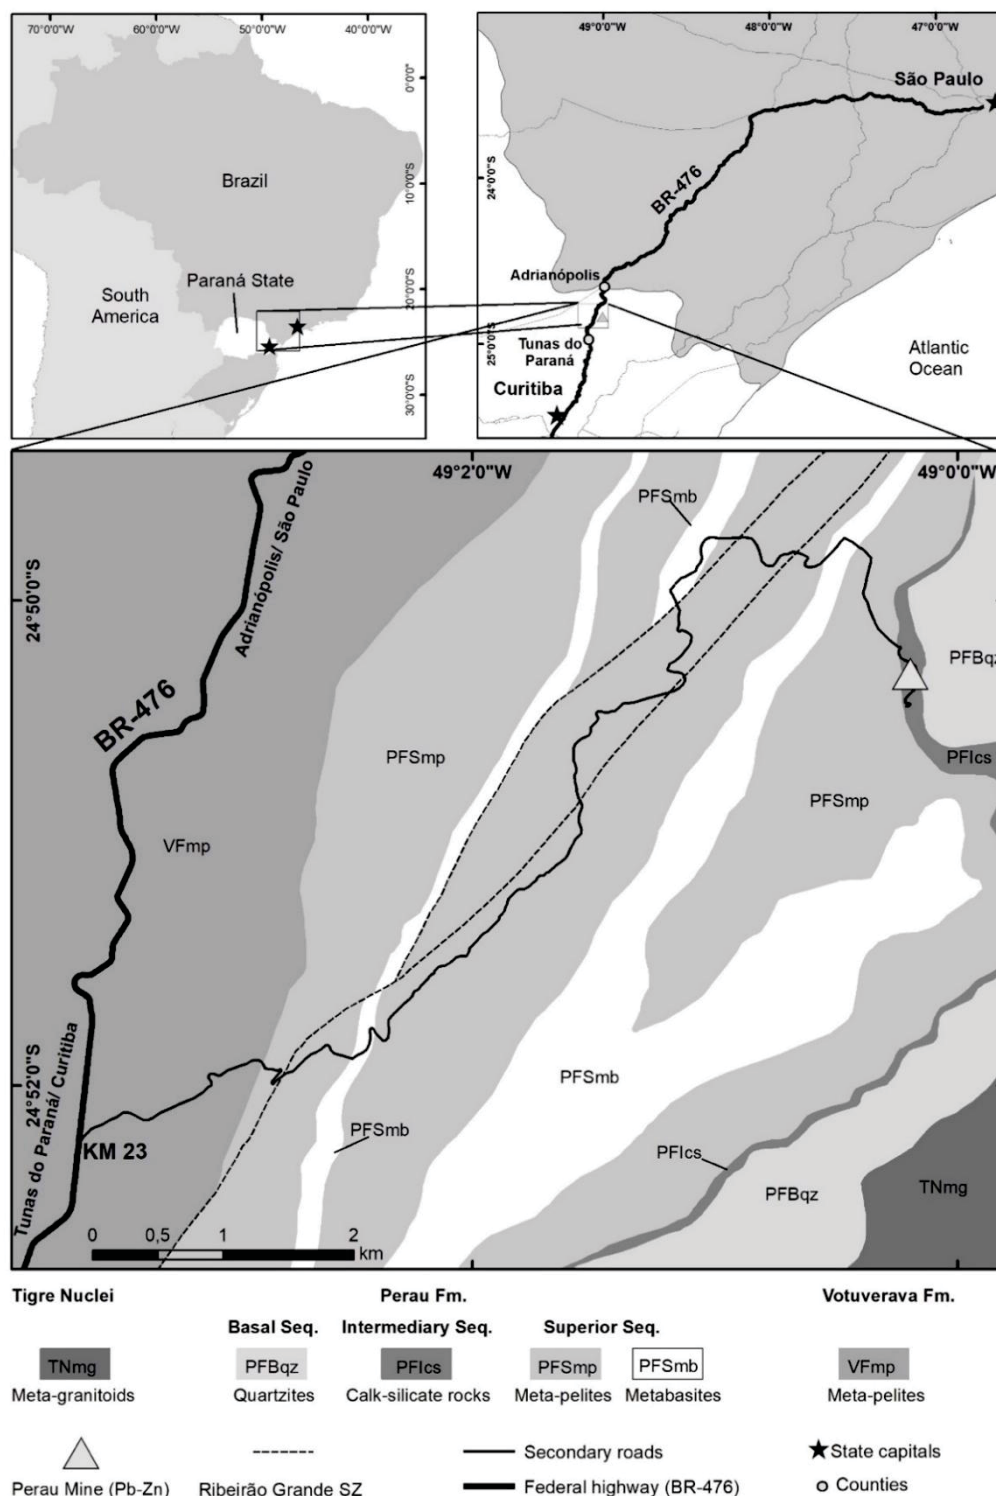 70°0'0"W 60°0'0"W 50°0'0"W 40°0'0"W
0°0'0"
10°0'0"S
20°0'0"S
30°0'0"S
Brazil
Paraná State
South
America
49°0'0"W 48°0'0"W 47°0'0"W
24°0'0"S
25°0'0"S
São Paulo
BR-476
Adrianópolis
Tunas do
Paraná
Curitiba
Atlantic
Ocean
49°2'0"W 49°0'0"W
24°50'0"S
24°52'0"S
Adrianópolis/ São Paulo
BR-476
PFSmb
PFBqz
PFIcs
PFSmp
PFSmp
VFmp
Tunas do Paraná/ Curitiba
KM 23
PFSmb
PFSmb
PFIcs
PFBqz
TNmg
0 0,5 1 2
km
Tigre Nuclei Perau Fm. Votuverava Fm.
Basal Seq. Intermediary Seq. Superior Seq.
TNmg PFBqz PFIcs PFSmp PFSmb VFmp
Meta-granitoids Quartzites Calk-silicate rocks Meta-pelites Metabasites Meta-pelites
Secondary roads State capitals
Perau Mine (Pb-Zn) Ribeirão Grande SZ Federal highway (BR-476) Counties